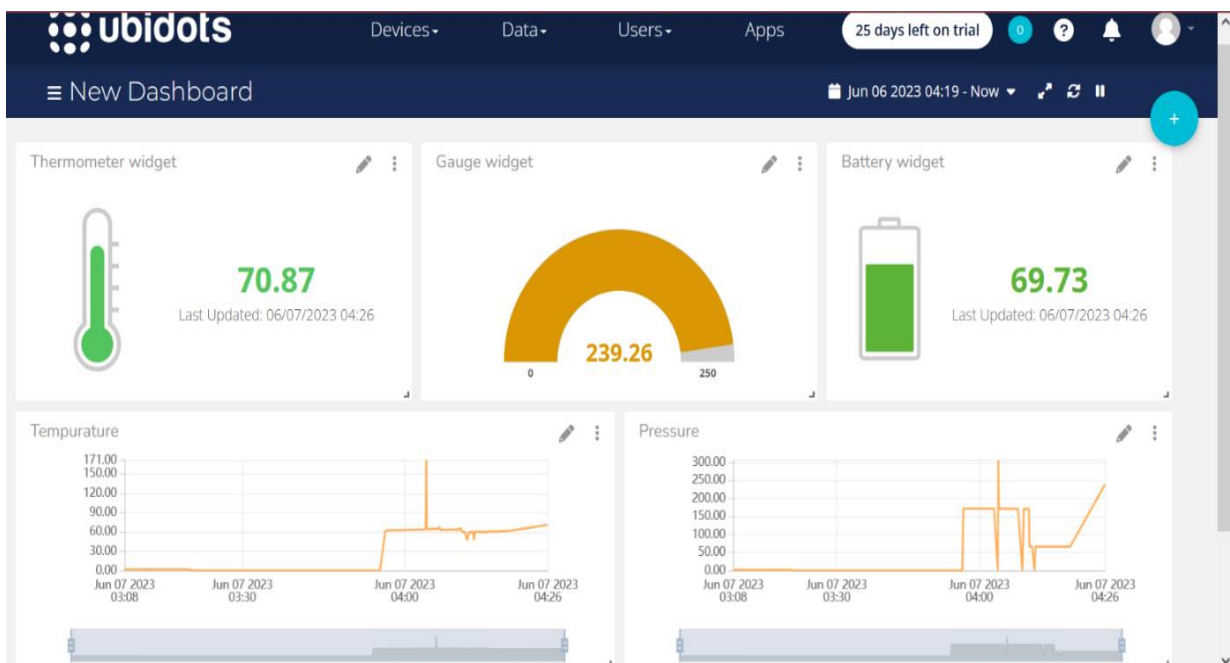 ubidots
Devices Data Users Apps 25 days left on trial 0 ?
New Dashboard Jun 06 2023 04:19 - Now
+
Thermometer widget
70.87
Last Updated: 06/07/2023 04:26
Gauge widget
239.26
0 250
Battery widget
69.73
Last Updated: 06/07/2023 04:26
Tempurature
171.00
150.00
120.00
90.00
60.00
30.00
0.00
Jun 07 2023 Jun 07 2023 Jun 07 2023 Jun 07 2023
03:08 03:30 04:00 04:26
Pressure
300.00
250.00
200.00
150.00
100.00
50.00
0.00
Jun 07 2023 Jun 07 2023 Jun 07 2023 Jun 07 2023
03:08 03:30 04:00 04:26